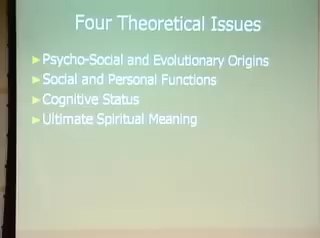 Four Theoretical Issues
Psycho-Social and Evolutionary Origins
Social and Personal Functions
Cognitive Status
Ultimate Spiritual Meaning